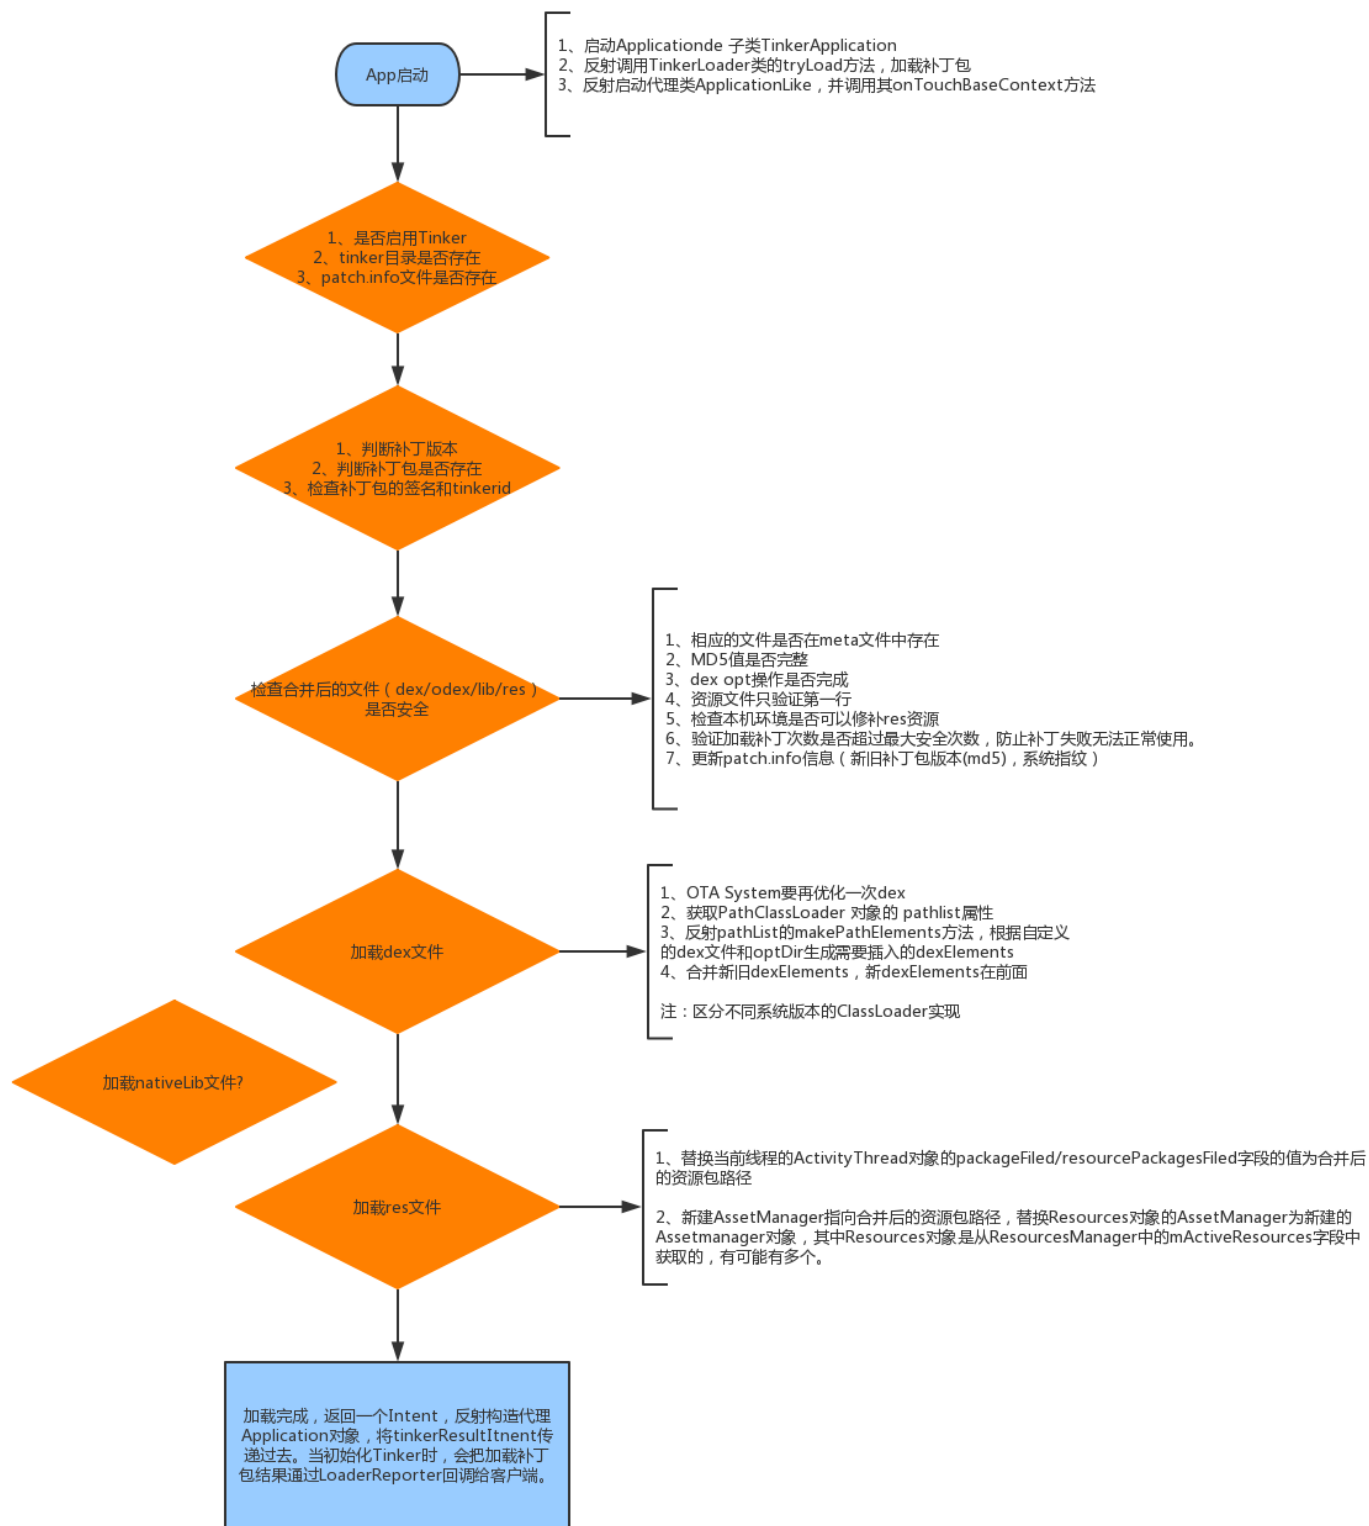 App启动
1、启动Applicationde 子类TinkerApplication
2、反射调用TinkerLoader类的tryLoad方法，加载补丁包
3、反射启动代理类ApplicationLike，并调用其onTouchBaseContext方法
1、是否启用Tinker
2、tinker目录是否存在
3、patch.info文件是否存在
1、判断补丁版本
2、判断补丁包是否存在
3、检查补丁包的签名和tinkerid
检查合并后的文件（dex/odex/lib/res）
是否安全
1、相应的文件是否在meta文件中存在
2、MD5值是否完整
3、dex opt操作是否完成
4、资源文件只验证第一行
5、检查本机环境是否可以修补res资源
6、验证加载补丁次数是否超过最大安全次数，防止补丁失败无法正常使用。
7、更新patch.info信息（新旧补丁包版本(md5)，系统指纹）
加载dex文件
1、OTA System要再优化一次dex
2、获取PathClassLoader 对象的 pathlist属性
3、反射pathList的makePathElements方法，根据自定义
的dex文件和optDir生成需要插入的dexElements
4、合并新旧dexElements，新dexElements在前面
注：区分不同系统版本的ClassLoader实现
加载nativeLib文件?
加载res文件
1、替换当前线程的ActivityThread对象的packageFiled/resourcePackagesFiled字段的值为合并后
的资源包路径
2、新建AssetManager指向合并后的资源包路径，替换Resources对象的AssetManager为新建的
Assetmanager对象，其中Resources对象是从ResourcesManager中的mActiveResources字段中
获取的，有可能有多个。
加载完成，返回一个Intent，反射构造代理
Application对象，将tinkerResultItnent传
递过去。当初始化Tinker时，会把加载补丁
包结果通过LoaderReporter回调给客户端。